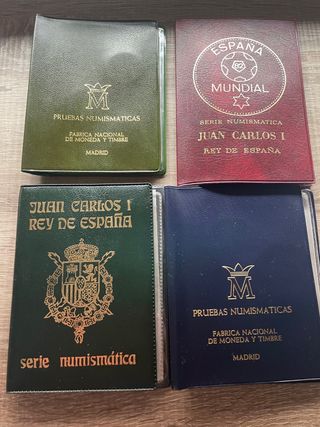 M
PRUEBAS NUMISMATICAS
FABRICA NACIONAL
DE MONEDA Y TIMBRE
MADRID
ESPAÑA
MUNDIAL
SERIE NUMISMATICA
JUAN CARLOS I
REY DE ESPAÑA
JUAN CARLOS I
REY DE ESPAÑA
serie numismática
M
PRUEBAS NUMISMATICAS
FABRICA NACIONAL
DE MONEDA Y TIMBRE
MADRID